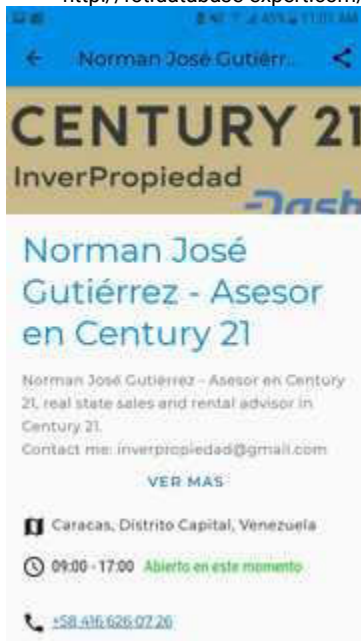 Norman José Gutiérr...
CENTURY 21
InverPropiedad
Dash
Norman José
Gutiérrez - Asesor
en Century 21
Norman José Gutiérrez - Asesor en Century
21, real state sales and rental advisor in
Century 21.
Contact me: inverpropiedad@gmail.com
VER MAS
Caracas, Distrito Capital, Venezuela
09:00 - 17:00 Abierto en este momento
+58 416 626 07 26